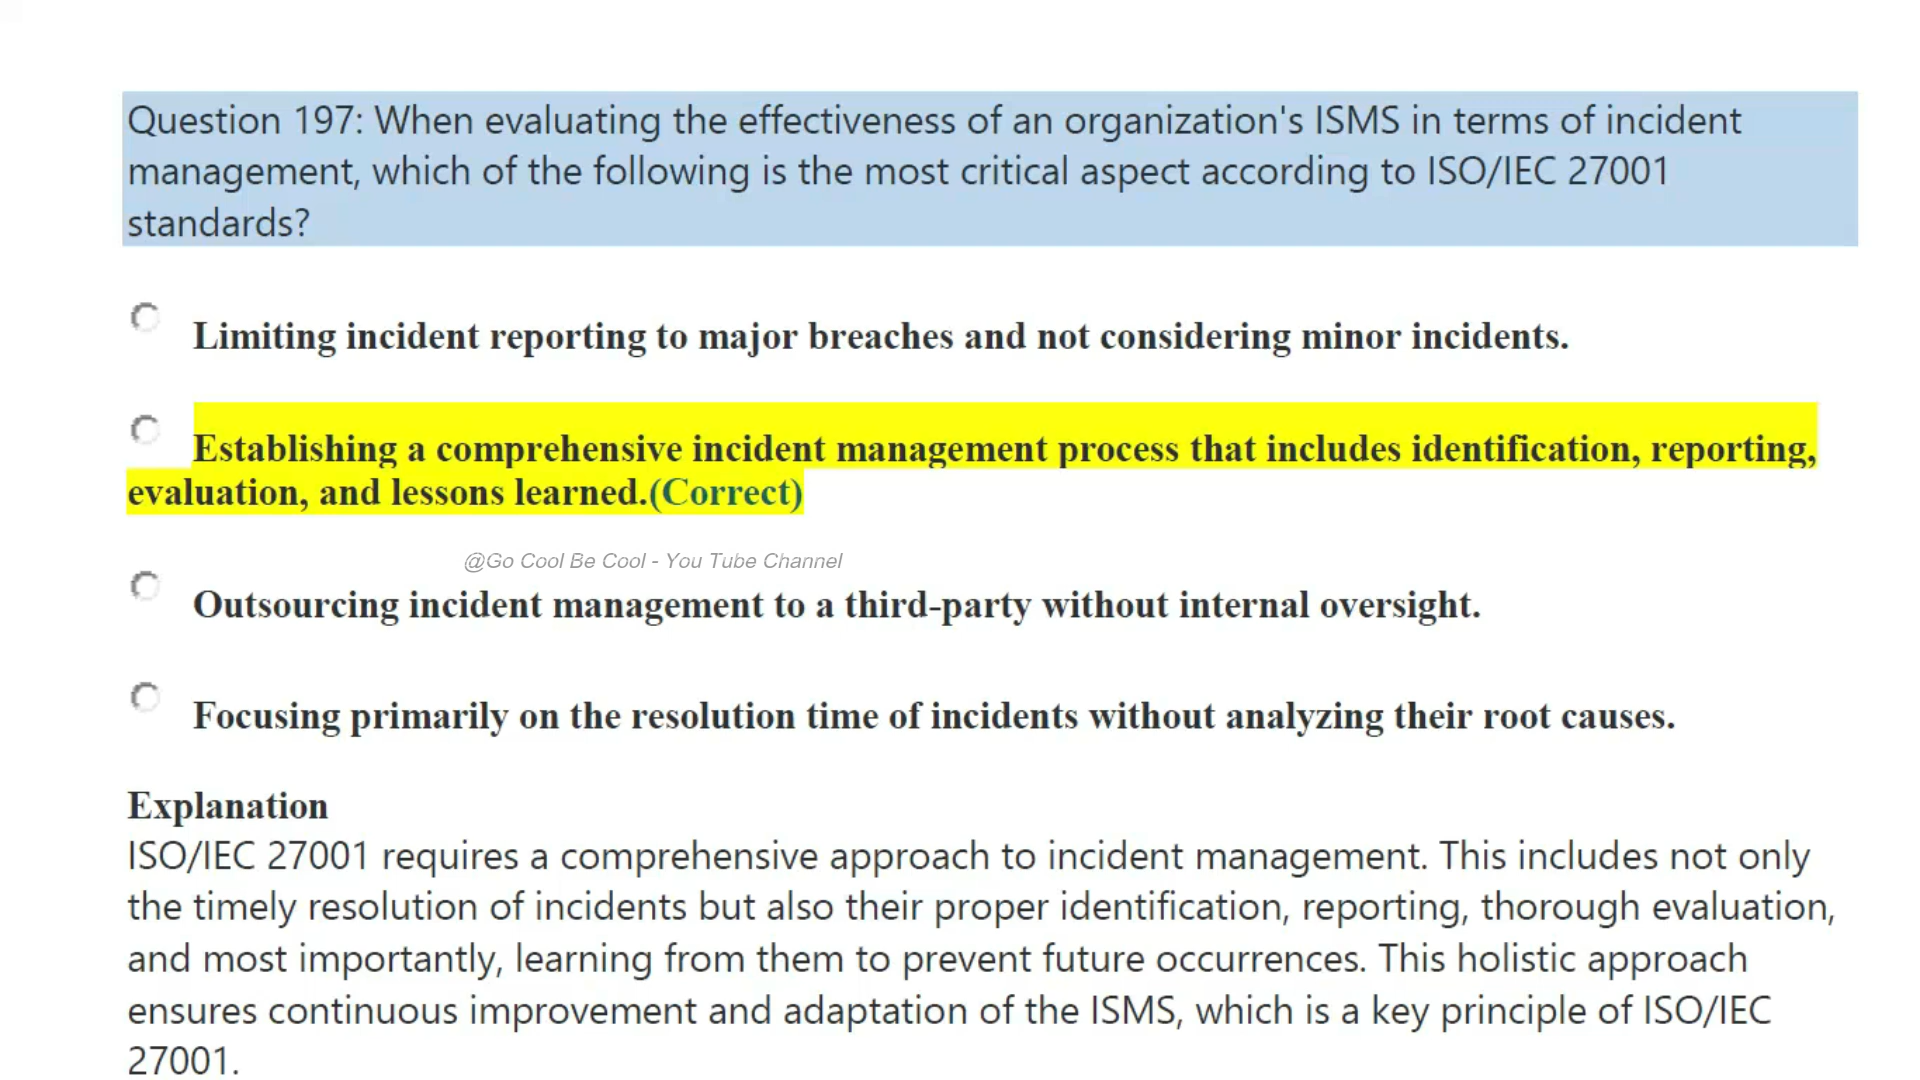 Question 197: When evaluating the effectiveness of an organization's ISMS in terms of incident
management, which of the following is the most critical aspect according to ISO/IEC 27001
standards?
Limiting incident reporting to major breaches and not considering minor incidents.
Establishing a comprehensive incident management process that includes identification, reporting,
evaluation, and lessons learned.(Correct)
@Go Cool Be Cool - You Tube Channel
Outsourcing incident management to a third-party without internal oversight.
Focusing primarily on the resolution time of incidents without analyzing their root causes.
Explanation
ISO/IEC 27001 requires a comprehensive approach to incident management. This includes not only
the timely resolution of incidents but also their proper identification, reporting, thorough evaluation,
and most importantly, learning from them to prevent future occurrences. This holistic approach
ensures continuous improvement and adaptation of the ISMS, which is a key principle of ISO/IEC
27001.